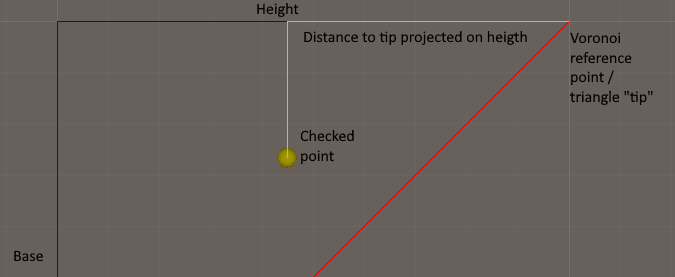 Height
Distance to tip projected on heigth
Voronoi
reference
point /
triangle "tip"
Checked
point
Base